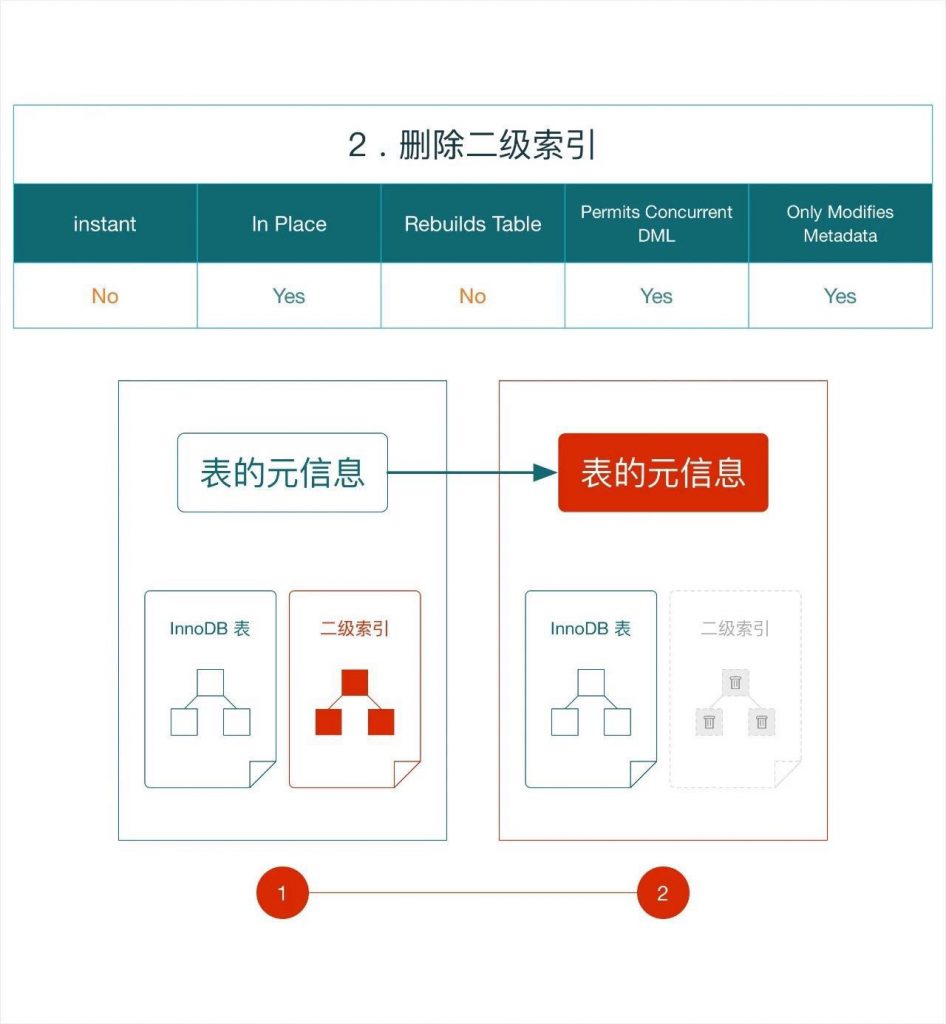 2 . 删除二级索引
instant
In Place
Rebuilds Table
Permits Concurrent
DML
Only Modifies
Metadata
No
Yes
No
Yes
Yes
表的元信息
表的元信息
InnoDB 表
二级索引
InnoDB 表
二级索引
1
2